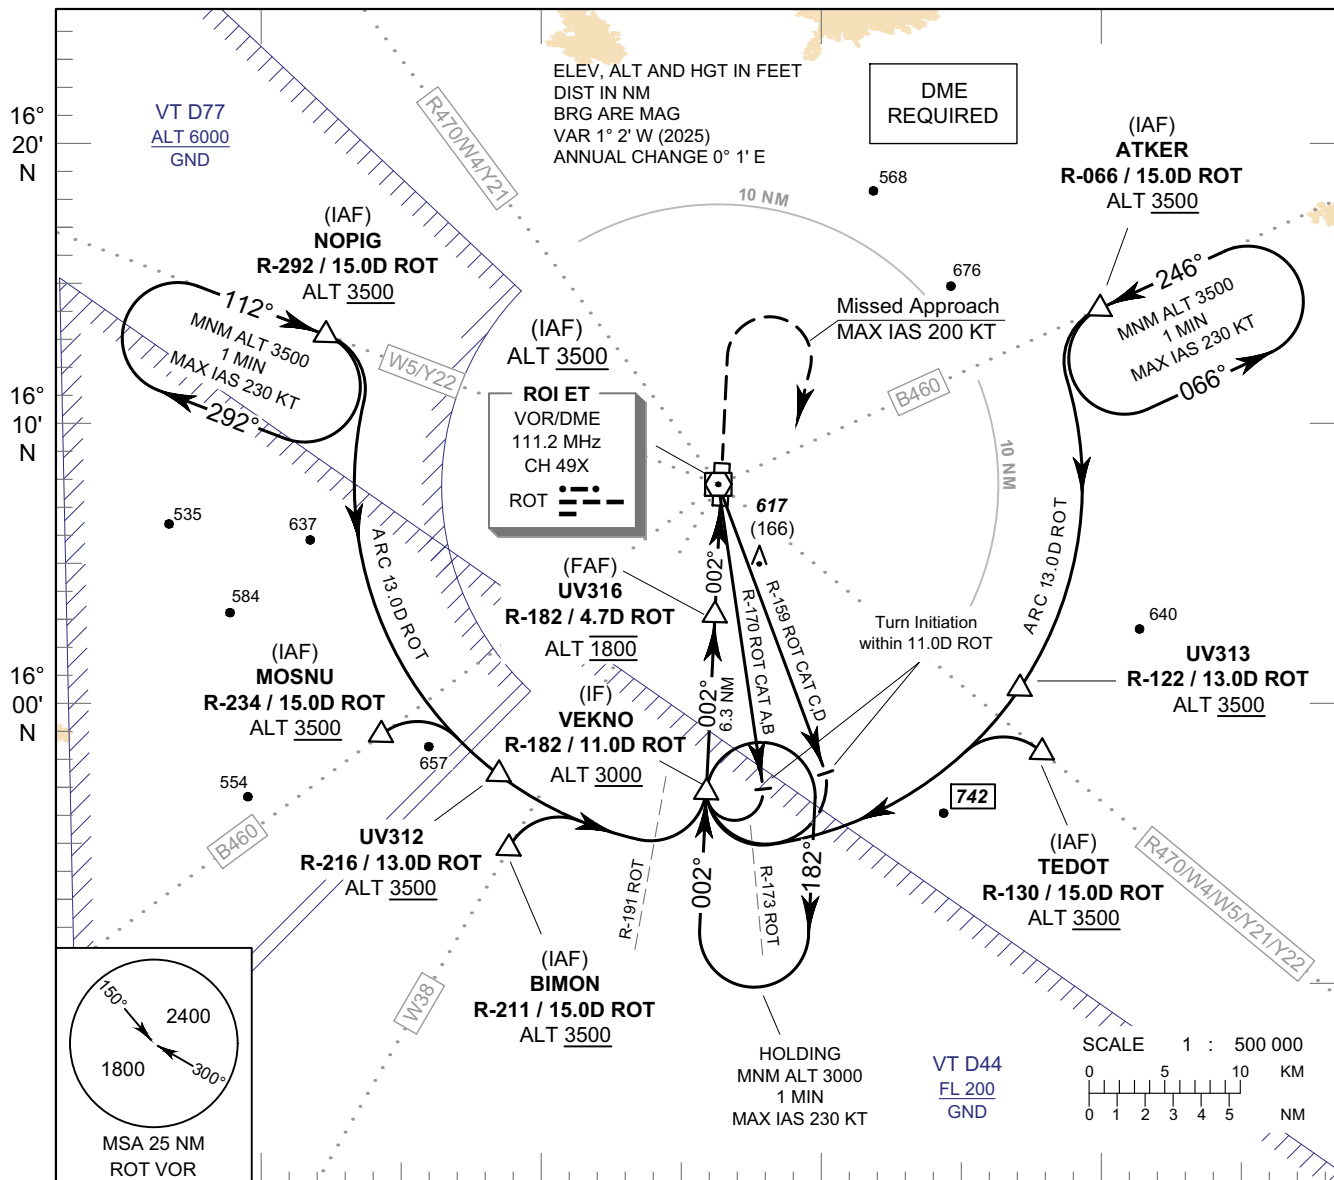 ELEV, ALT AND HGT IN FEET
DIST IN NM
BRG ARE MAG
VAR 1° 2' W (2025)
ANNUAL CHANGE 0° 1' E
DME
REQUIRED
16°
20'
N
VT D77
ALT 6000
GND
R470/W4/Y21
10 NM
568
(IAF)
ATKER
R-066 / 15.0D ROT
ALT 3500
(IAF)
NOPIG
R-292 / 15.0D ROT
ALT 3500
676
Missed Approach
MAX IAS 200 KT
246°
MNM ALT 3500
1 MIN
MAX IAS 230 KT
066°
112°
MNM ALT 3500
1 MIN
MAX IAS 230 KT
292°
(IAF)
ALT 3500
W5/Y22
B460
16°
10'
N
ROI ET
VOR/DME
111.2 MHz
CH 49X
ROT
10 NM
617
(166)
535
637
584
ARC 13.0D ROT
ARC 13.0D ROT
(FAF)
UV316
R-182 / 4.7D ROT
ALT 1800
002°
R-170 ROT CAT A,B
R-159 ROT CAT C,D
Turn Initiation
within 11.0D ROT
640
UV313
R-122 / 13.0D ROT
ALT 3500
16°
00'
N
(IAF)
MOSNU
R-234 / 15.0D ROT
ALT 3500
(IF)
VEKNO
R-182 / 11.0D ROT
ALT 3000
002°
6.3 NM
657
554
B460
UV312
R-216 / 13.0D ROT
ALT 3500
742
(IAF)
TEDOT
R-130 / 15.0D ROT
ALT 3500
R470/W4/W5/Y21/Y22
R-191 ROT
002°
R-173 ROT
182°
(IAF)
BIMON
R-211 / 15.0D ROT
ALT 3500
W38
HOLDING
MNM ALT 3000
1 MIN
MAX IAS 230 KT
VT D44
FL 200
GND
SCALE 1 : 500 000
0 5 10 KM
0 1 2 3 4 5 NM
150°
2400
1800
300°
MSA 25 NM
ROT VOR